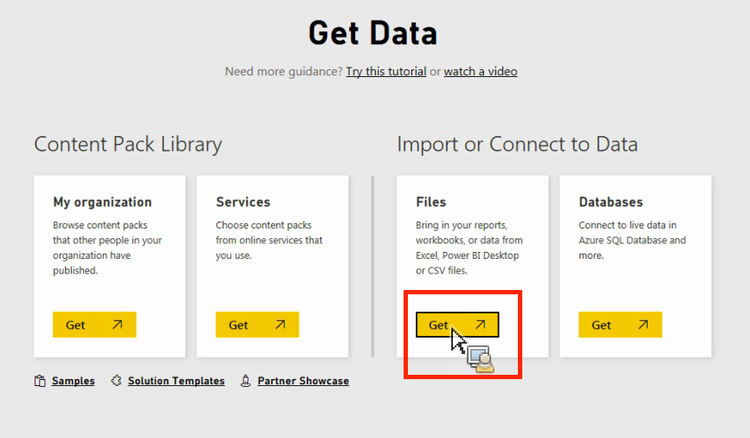 Get Data
Need more guidance? Try this tutorial or watch a video
Content Pack Library
My organization
Browse content packs
that other people in your
organization have
published.
Get
Services
Choose content packs
from online services that
you use.
Get
Samples
Solution Templates
Partner Showcase
Import or Connect to Data
Files
Bring in your reports,
workbooks, or data from
Excel, Power BI Desktop
or CSV files.
Get
Databases
Connect to live data in
Azure SQL Database and
more.
Get